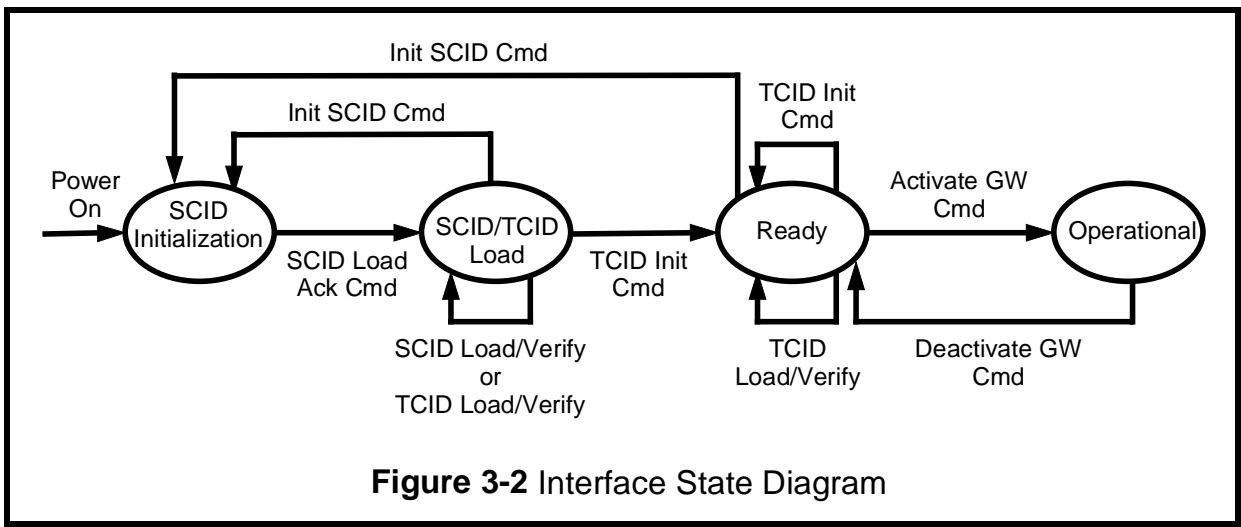 Init SCID Cmd
Init SCID Cmd
TCID Init
Cmd
Power
On
SCID
Initialization
SCID Load
Ack Cmd
SCID/TCID
Load
SCID Load/Verify
or
TCID Load/Verify
TCID Init
Cmd
Ready
TCID
Load/Verify
Activate GW
Cmd
Operational
Deactivate GW
Cmd
Figure 3-2 Interface State Diagram